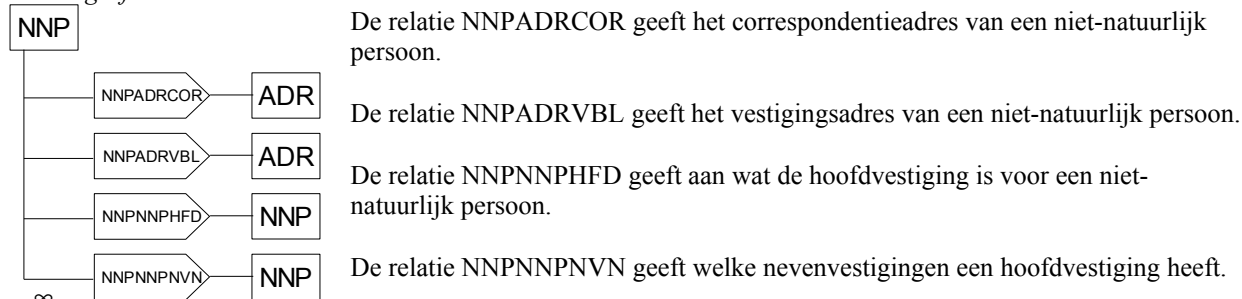 NNP
De relatie NNPADRCOR geeft het correspondentieadres van een niet-natuurlijk
persoon.
NNPADRCOR ADR
De relatie NNPADRVBL geeft het vestigingsadres van een niet-natuurlijk persoon.
NNPADRVBL ADR
De relatie NNPNNPHFD geeft aan wat de hoofdvestiging is voor een niet-
natuurlijk persoon.
NNPNNPHFD NNP
De relatie NNPNNPNVN geeft welke nevenvestigingen een hoofdvestiging heeft.
NNPNNPNVN NNP
∞